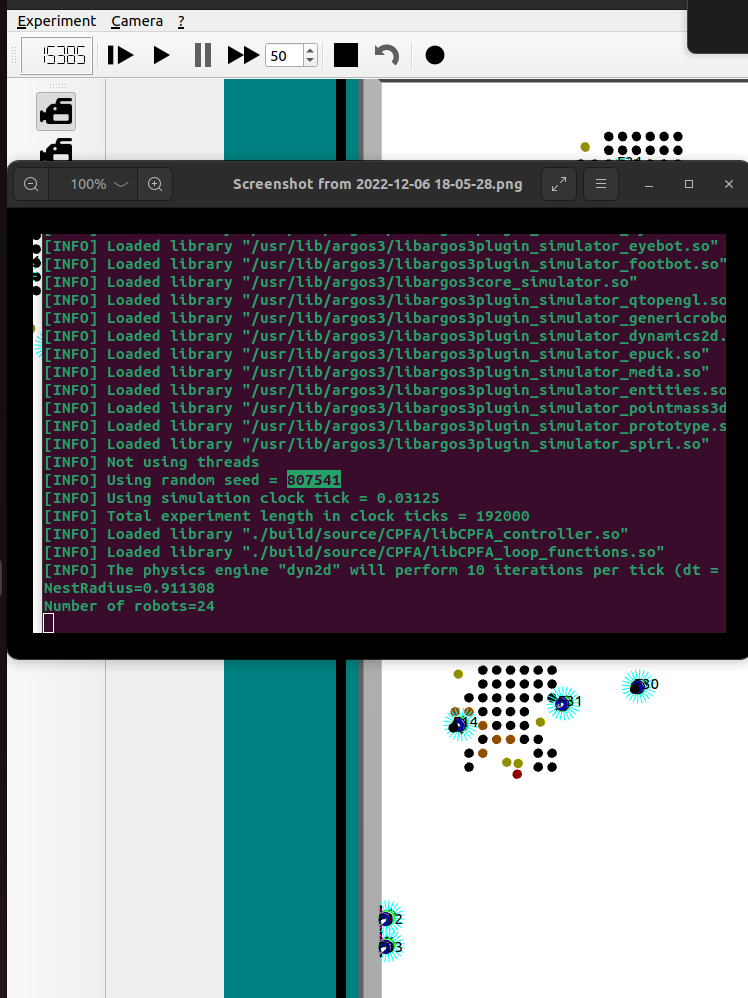 Experiment Camera ?
15385 50
100% Screenshot from 2022-12-06 18-05-28.png
[INFO] Loaded library "/usr/lib/argos3/libargos3plugin_simulator_eyebot.so"
[INFO] Loaded library "/usr/lib/argos3/libargos3plugin_simulator_footbot.so"
[INFO] Loaded library "/usr/lib/argos3/libargos3core_simulator.so"
[INFO] Loaded library "/usr/lib/argos3/libargos3plugin_simulator_qtopengl.so
[INFO] Loaded library "/usr/lib/argos3/libargos3plugin_simulator_genericrobo
[INFO] Loaded library "/usr/lib/argos3/libargos3plugin_simulator_dynamics2d.
[INFO] Loaded library "/usr/lib/argos3/libargos3plugin_simulator_epuck.so"
[INFO] Loaded library "/usr/lib/argos3/libargos3plugin_simulator_media.so"
[INFO] Loaded library "/usr/lib/argos3/libargos3plugin_simulator_entities.so
[INFO] Loaded library "/usr/lib/argos3/libargos3plugin_simulator_pointmass3d
[INFO] Loaded library "/usr/lib/argos3/libargos3plugin_simulator_prototype.s
[INFO] Loaded library "/usr/lib/argos3/libargos3plugin_simulator_spiri.so"
[INFO] Not using threads
[INFO] Using random seed = 807541
[INFO] Using simulation clock tick = 0.03125
[INFO] Total experiment length in clock ticks = 192000
[INFO] Loaded library "./build/source/CPFA/libCPFA_controller.so"
[INFO] Loaded library "./build/source/CPFA/libCPFA_loop_functions.so"
[INFO] The physics engine "dyn2d" will perform 10 iterations per tick (dt =
NestRadius=0.911308
Number of robots=24